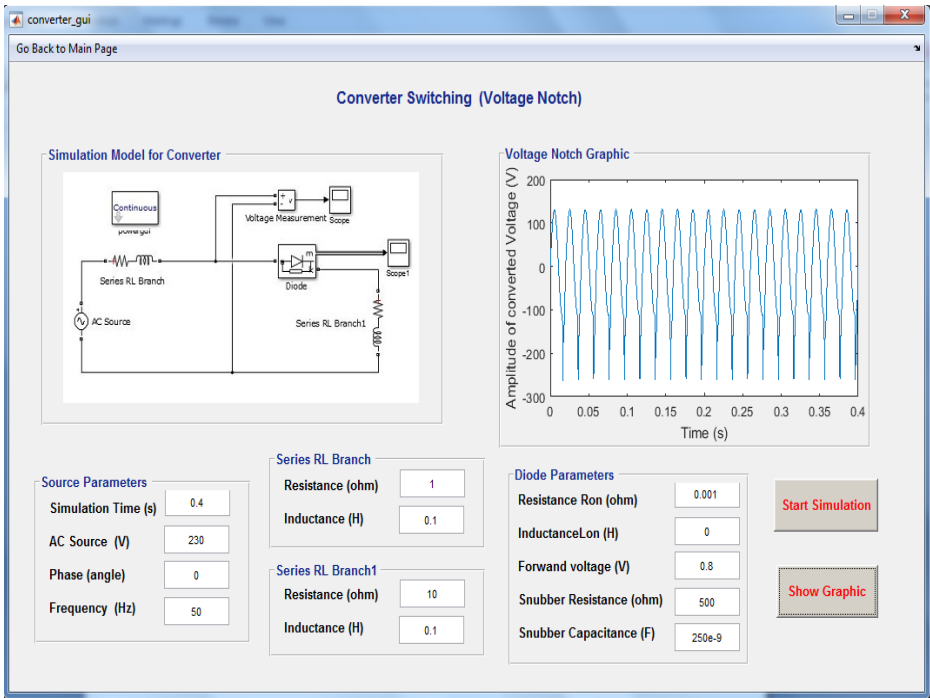 converter_gui
Go Back to Main Page
Converter Switching (Voltage Notch)
Simulation Model for Converter
Continuous
powergui
+
-
v
Voltage Measurement
Scope
Series RL Branch
m
k
Diode
Scope1
AC Source
Series RL Branch1
Voltage Notch Graphic
Amplitude of converted Voltage (V)
200
100
0
-100
-200
-300
0 0.05 0.1 0.15 0.2 0.25 0.3 0.35 0.4
Time (s)
Source Parameters
Simulation Time (s) 0.4
AC Source (V) 230
Phase (angle) 0
Frequency (Hz) 50
Series RL Branch
Resistance (ohm) 1
Inductance (H) 0.1
Series RL Branch1
Resistance (ohm) 10
Inductance (H) 0.1
Diode Parameters
Resistance Ron (ohm) 0.001
InductanceLon (H) 0
Forwand voltage (V) 0.8
Snubber Resistance (ohm) 500
Snubber Capacitance (F) 250e-9
Start Simulation
Show Graphic